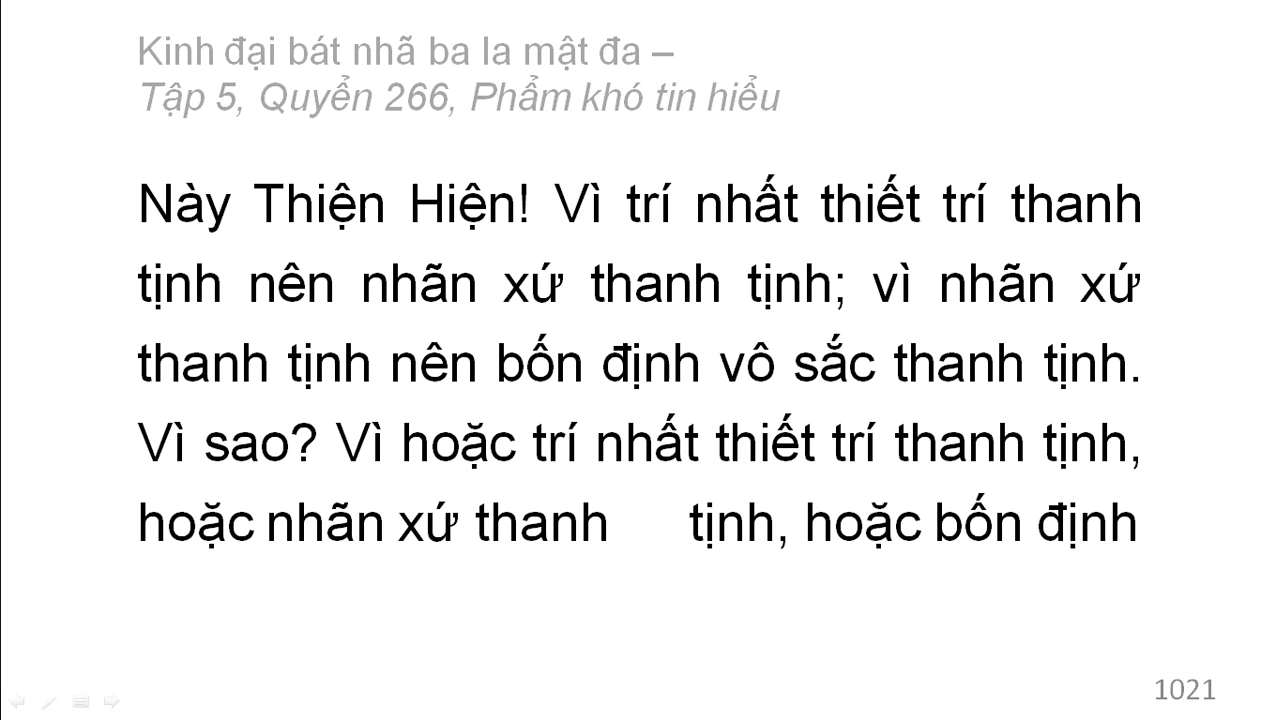 Kinh đại bát nhã ba la mật đa –
Tập 5, Quyển 266, Phẩm khó tin hiểu
Này Thiện Hiện! Vì trí nhất thiết trí thanh
tịnh nên nhãn xứ thanh tịnh; vì nhãn xứ
thanh tịnh nên bốn định vô sắc thanh tịnh.
Vì sao? Vì hoặc trí nhất thiết trí thanh tịnh,
hoặc nhãn xứ thanh tịnh, hoặc bốn định
1021